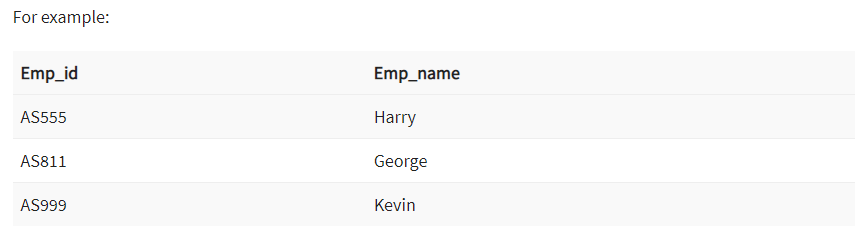 For example:
Emp_id Emp_name
AS555 Harry
AS811 George
AS999 Kevin